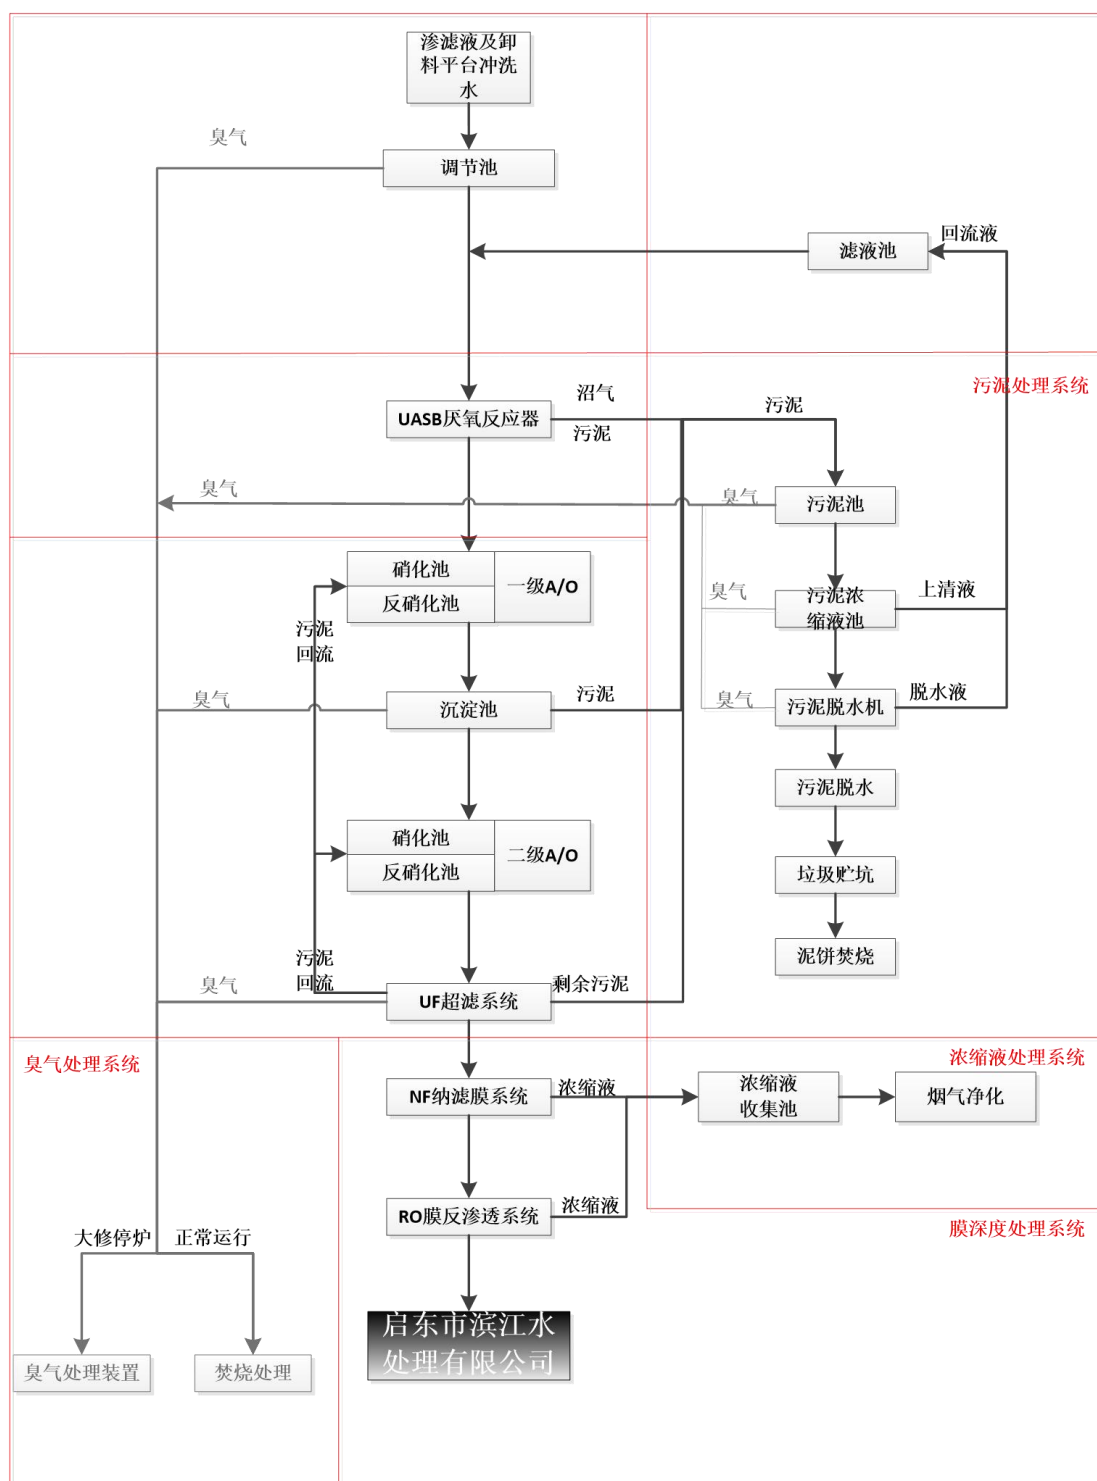 渗滤液及卸
料平台冲洗
水
臭气
调节池
回流液
滤液池
污泥处理系统
沼气
污泥
UASB厌氧反应器
污泥
臭气
臭气
污泥池
硝化池
反硝化池
一级A/O
臭气
污泥浓
缩液池
上清液
污泥
回流
臭气
沉淀池
污泥
臭气
污泥脱水机
脱水液
污泥脱水
硝化池
反硝化池
二级A/O
垃圾贮坑
泥饼焚烧
污泥
回流
臭气
UF超滤系统
剩余污泥
臭气处理系统
浓缩液处理系统
NF纳滤膜系统
浓缩液
浓缩液
收集池
烟气净化
RO膜反渗透系统
浓缩液
膜深度处理系统
大修停炉
正常运行
启东市滨江水
处理有限公司
臭气处理装置
焚烧处理